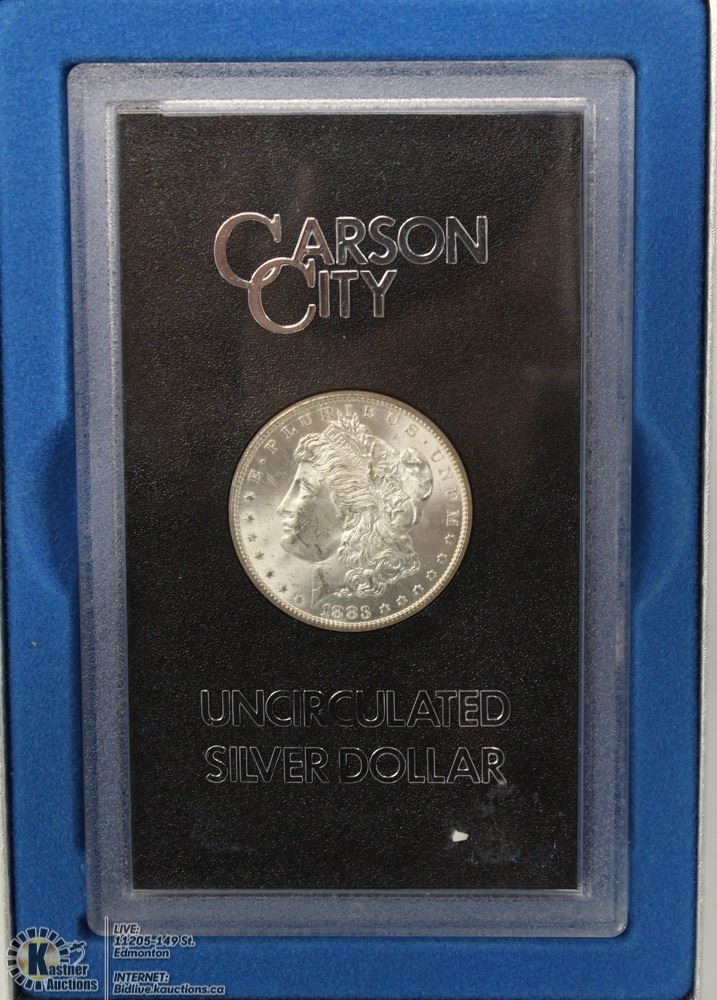 CARSON
CITY
E·PLURIBUS·UNUM
1883
UNCIRCULATED
SILVER DOLLAR
LIVE:
11205-149 St.
Edmonton
Kastner
Auctions
INTERNET:
Bidlive.kauctions.ca